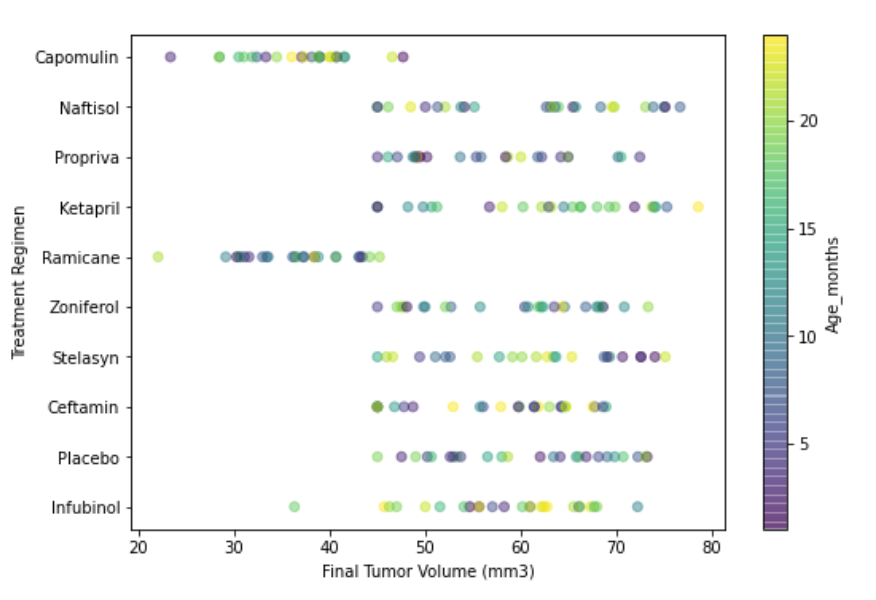 Capomulin
Naftisol
Propriva
Ketapril
Ramicane
Zoniferol
Stelasyn
Ceftamin
Placebo
Infubinol
Treatment Regimen
20 30 40 50 60 70 80
Final Tumor Volume (mm3)
20
15
10
5
Age_months